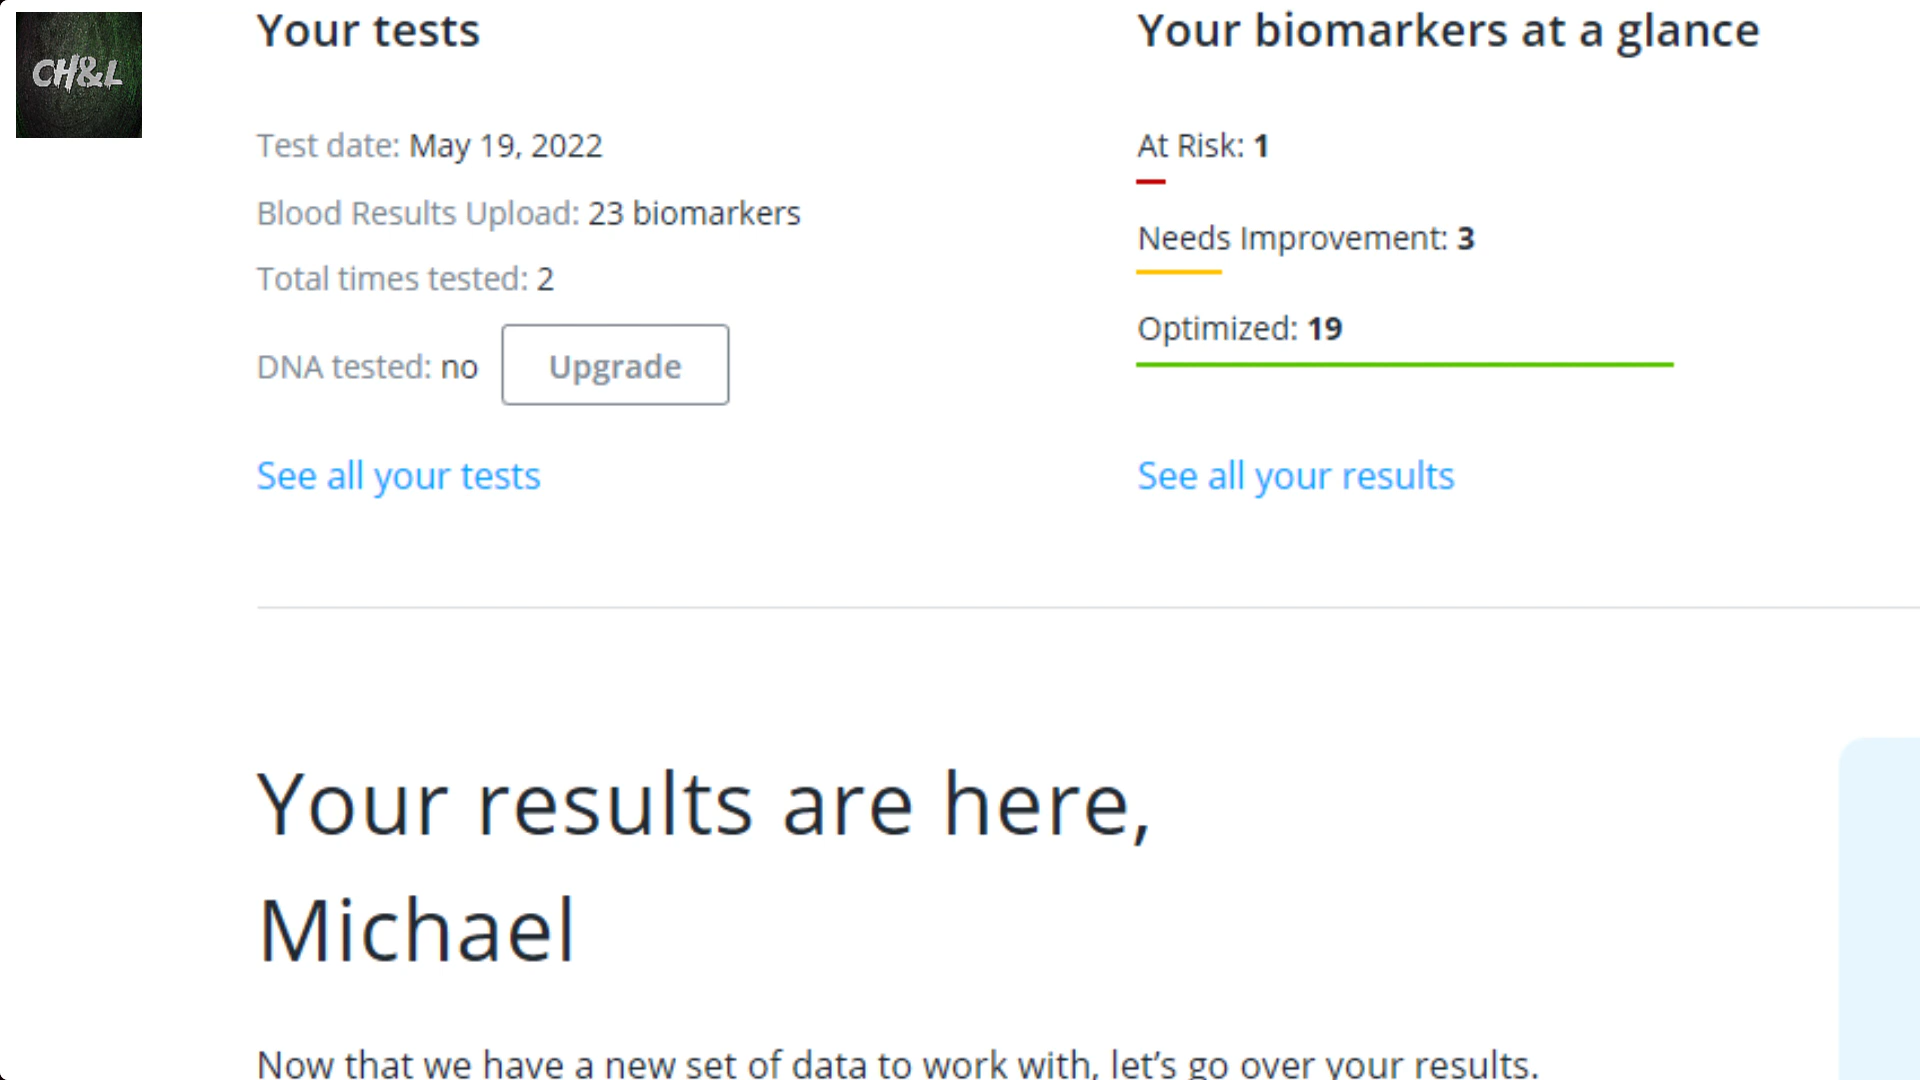 CH&L
Your tests
Test date: May 19, 2022
Blood Results Upload: 23 biomarkers
Total times tested: 2
DNA tested: no
Upgrade
See all your tests
Your biomarkers at a glance
At Risk: 1
Needs Improvement: 3
Optimized: 19
See all your results
Your results are here,
Michael
Now that we have a new set of data to work with, let’s go over your results.